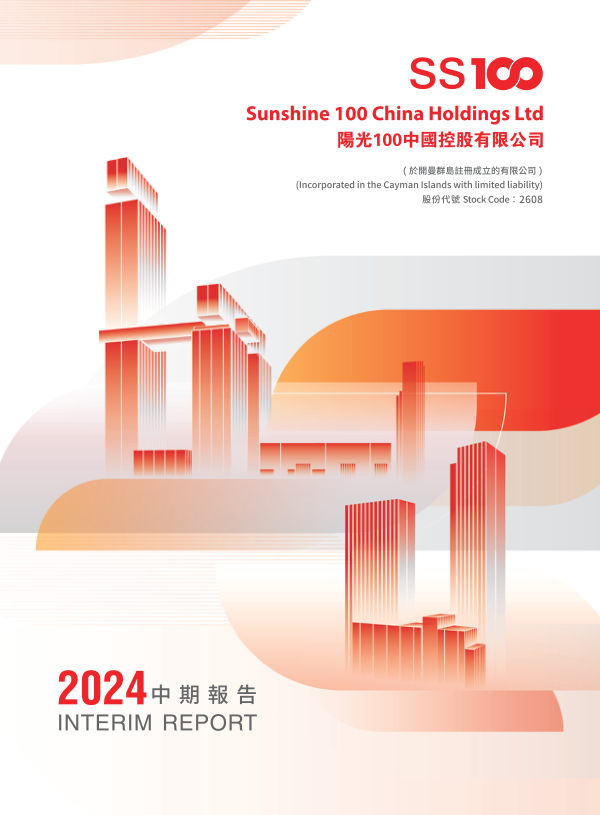 SS100
Sunshine 100 China Holdings Ltd
陽光100中國控股有限公司
(於開曼群島註冊成立的有限公司)
(Incorporated in the Cayman Islands with limited liability)
股份代號 Stock Code：2608
2024中期報告
INTERIM REPORT